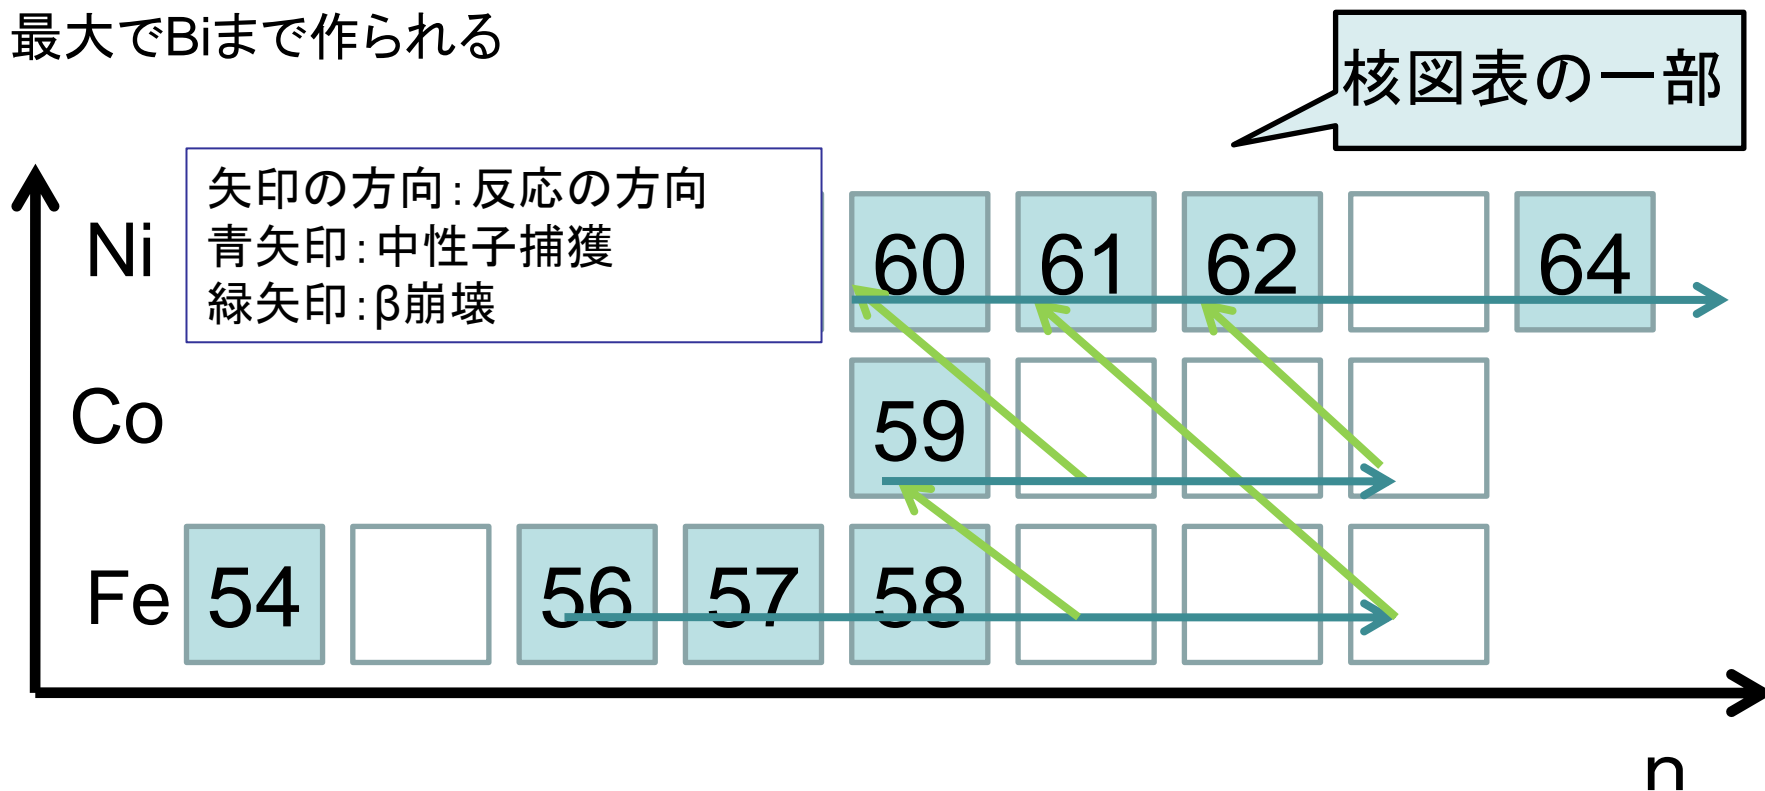 最大でBiまで作られる
核図表の一部
矢印の方向：反応の方向
青矢印：中性子捕獲
緑矢印：β崩壊
Ni
60
61
62
64
Co
59
Fe
54
56
57
58
n